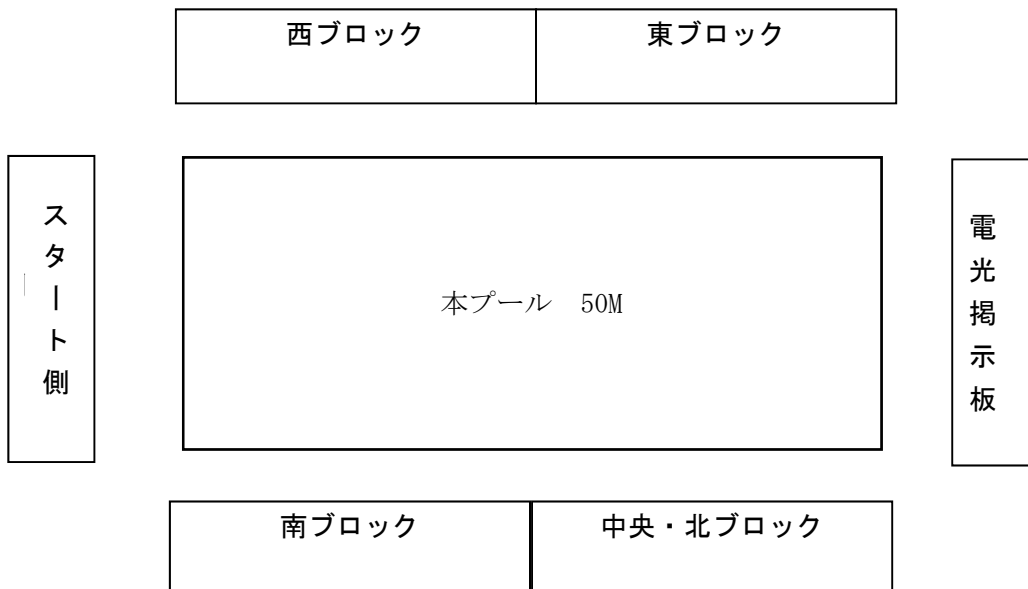 西ブロック
東ブロック
スタート側
本プール　50M
電光掲示板
南ブロック
中央・北ブロック